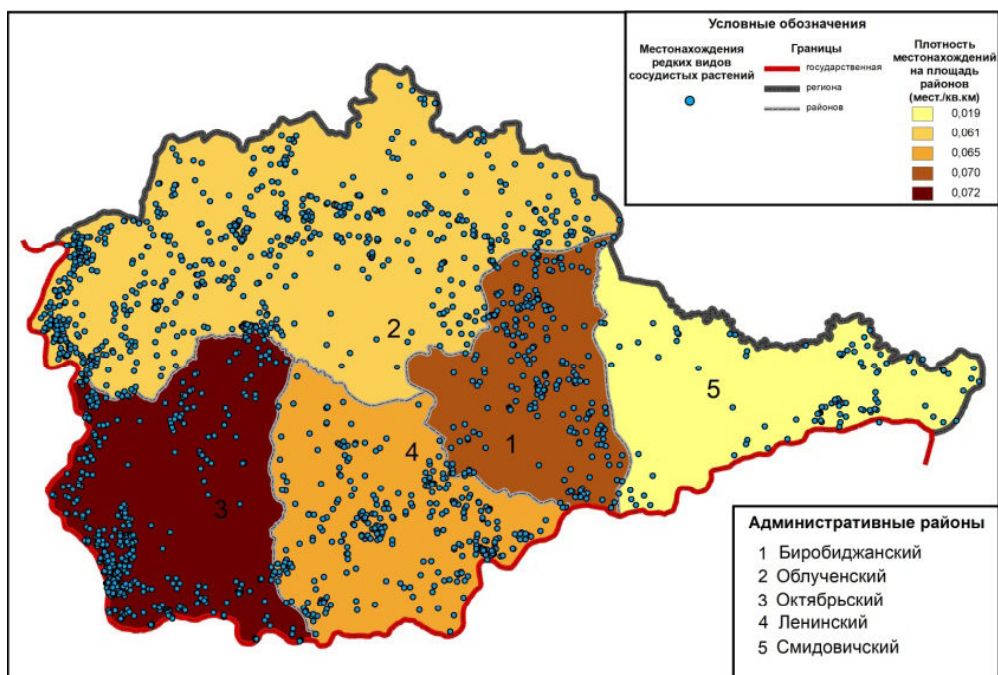 Условные обозначения
Местонахождения
редких видов
сосудистых растений
Границы
государственная
региона
районов
Плотность
местонахождений
на площадь
районов
(мест./кв.км)
0,019
0,061
0,065
0,070
0,072
2
5
4
1
3
Административные районы
1 Биробиджанский
2 Облученский
3 Октябрьский
4 Ленинский
5 Смидовичский